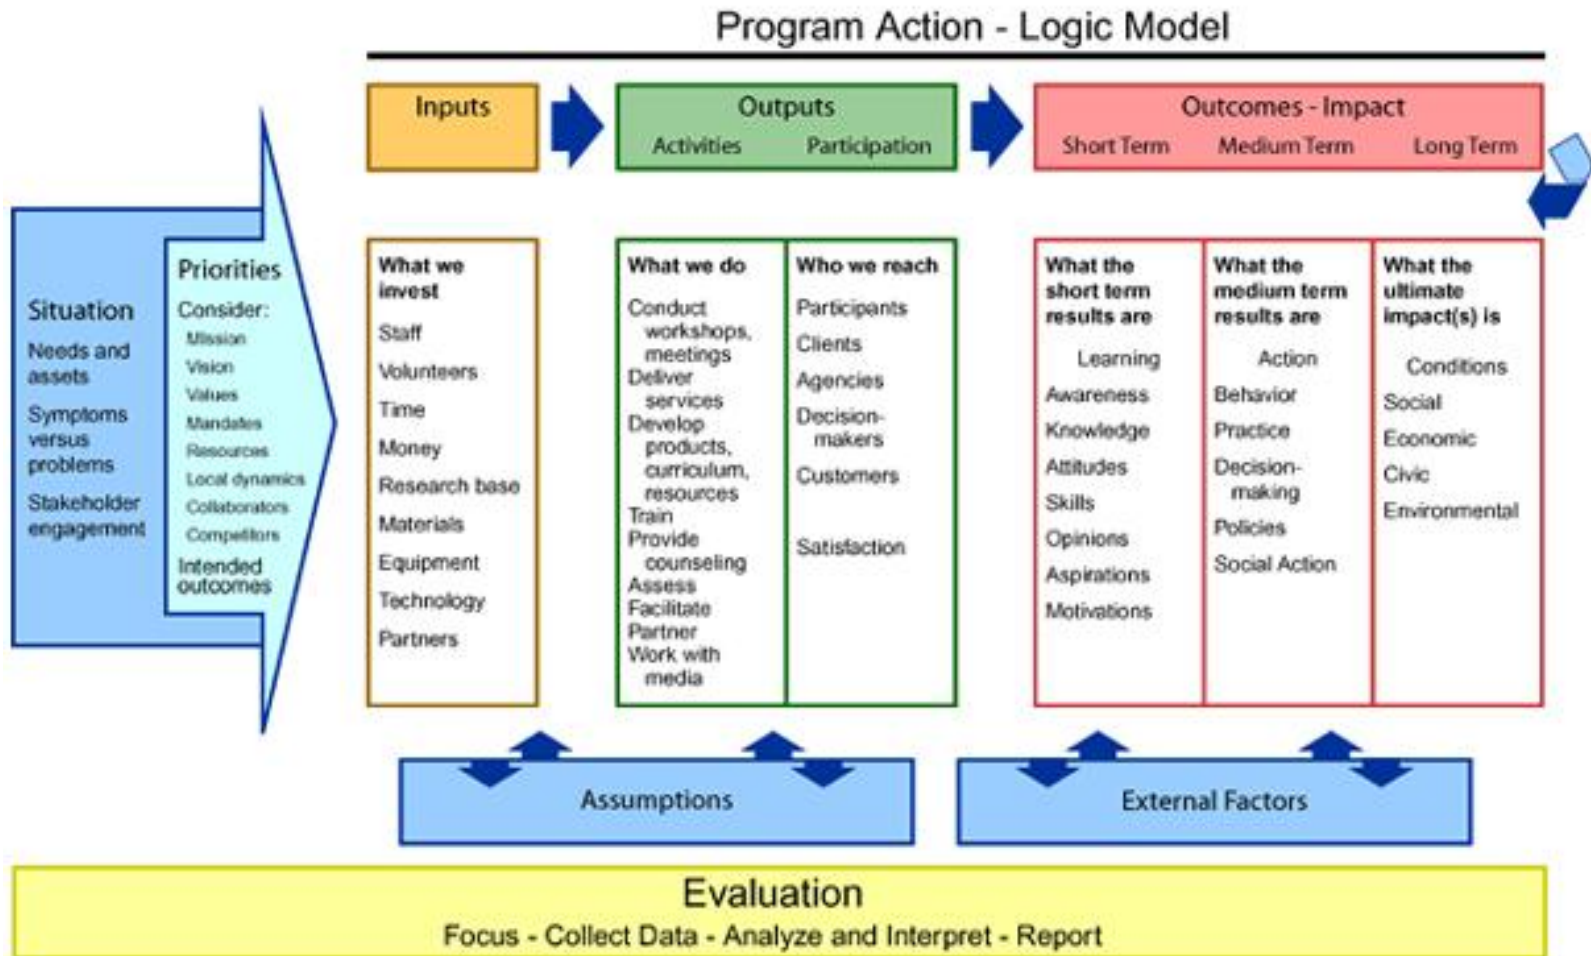 Program Action - Logic Model
Inputs
Outputs
Activities Participation
Outcomes - Impact
Short Term Medium Term Long Term
Situation
Needs and
assets
Symptoms
versus
problems
Stakeholder
engagement
Priorities
Consider:
Mission
Vision
Values
Mandates
Resources
Local dynamics
Collaborators
Competitors
Intended
outcomes
What we
invest
Staff
Volunteers
Time
Money
Research base
Materials
Equipment
Technology
Partners
What we do
Conduct
workshops,
meetings
Deliver
services
Develop
products,
curriculum,
resources
Train
Provide
counseling
Assess
Facilitate
Partner
Work with
media
Who we reach
Participants
Clients
Agencies
Decision-
makers
Customers
Satisfaction
What the
short term
results are
Learning
Awareness
Knowledge
Attitudes
Skills
Opinions
Aspirations
Motivations
What the
medium term
results are
Action
Behavior
Practice
Decision-
making
Policies
Social Action
What the
ultimate
impact(s) is
Conditions
Social
Economic
Civic
Environmental
Assumptions
External Factors
Evaluation
Focus - Collect Data - Analyze and Interpret - Report